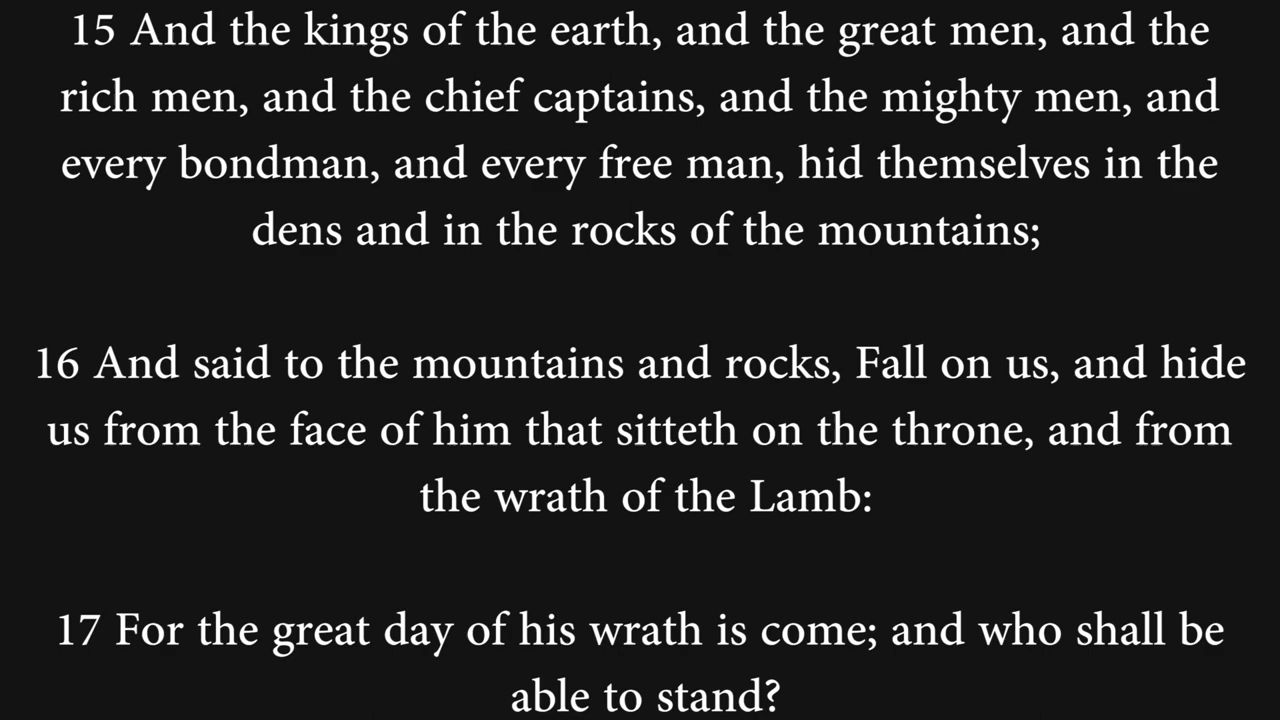 15 And the kings of the earth, and the great men, and the
rich men, and the chief captains, and the mighty men, and
every bondman, and every free man, hid themselves in the
dens and in the rocks of the mountains;
16 And said to the mountains and rocks, Fall on us, and hide
us from the face of him that sitteth on the throne, and from
the wrath of the Lamb:
17 For the great day of his wrath is come; and who shall be
able to stand?